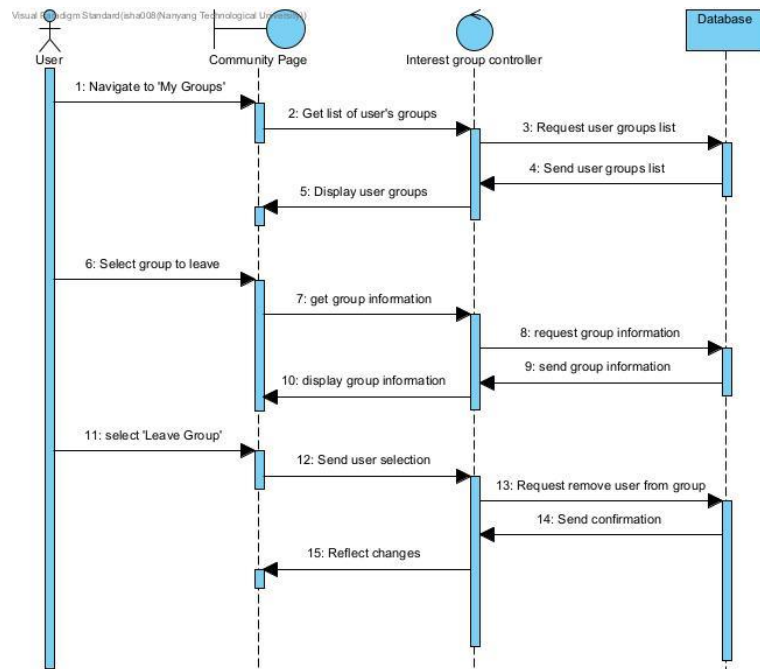 Visual Paradigm Standard(isha008(Nanyang Technological University))
User
Community Page
Interest group controller
Database
1: Navigate to 'My Groups'
2: Get list of user's groups
3: Request user groups list
4: Send user groups list
5: Display user groups
6: Select group to leave
7: get group information
8: request group information
9: send group information
10: display group information
11: select 'Leave Group'
12: Send user selection
13: Request remove user from group
14: Send confirmation
15: Reflect changes